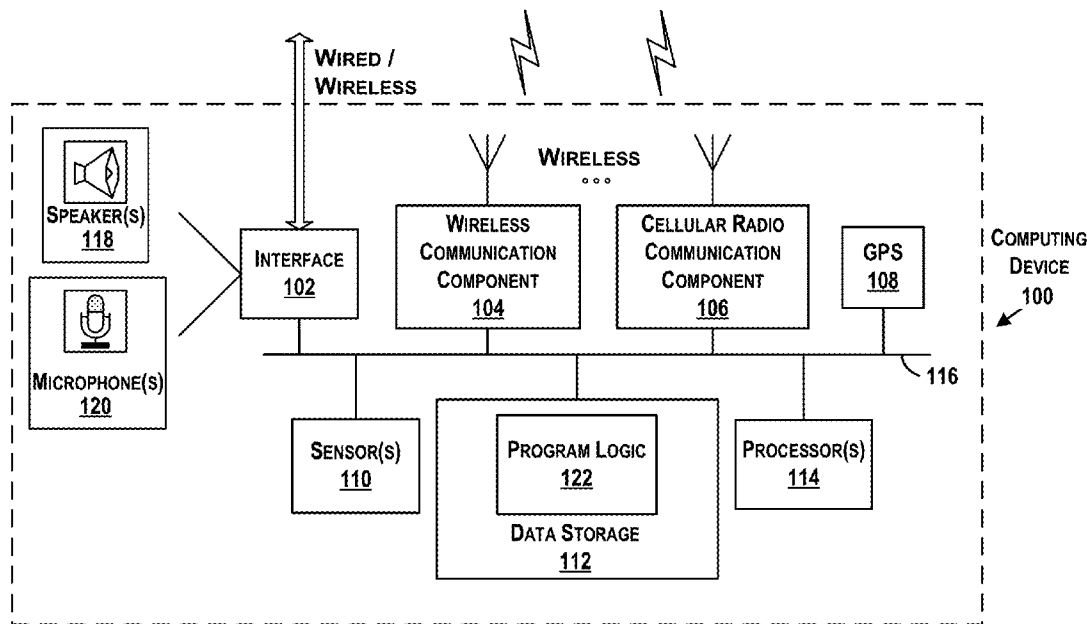 WIRED /
WIRELESS
WIRELESS
SPEAKER(S)
118
INTERFACE
102
WIRELESS
COMMUNICATION
COMPONENT
104
CELLULAR RADIO
COMMUNICATION
COMPONENT
106
GPS
108
COMPUTING
DEVICE
100
MICROPHONE(S)
120
116
SENSOR(S)
110
PROGRAM LOGIC
122
DATA STORAGE
112
PROCESSOR(S)
114